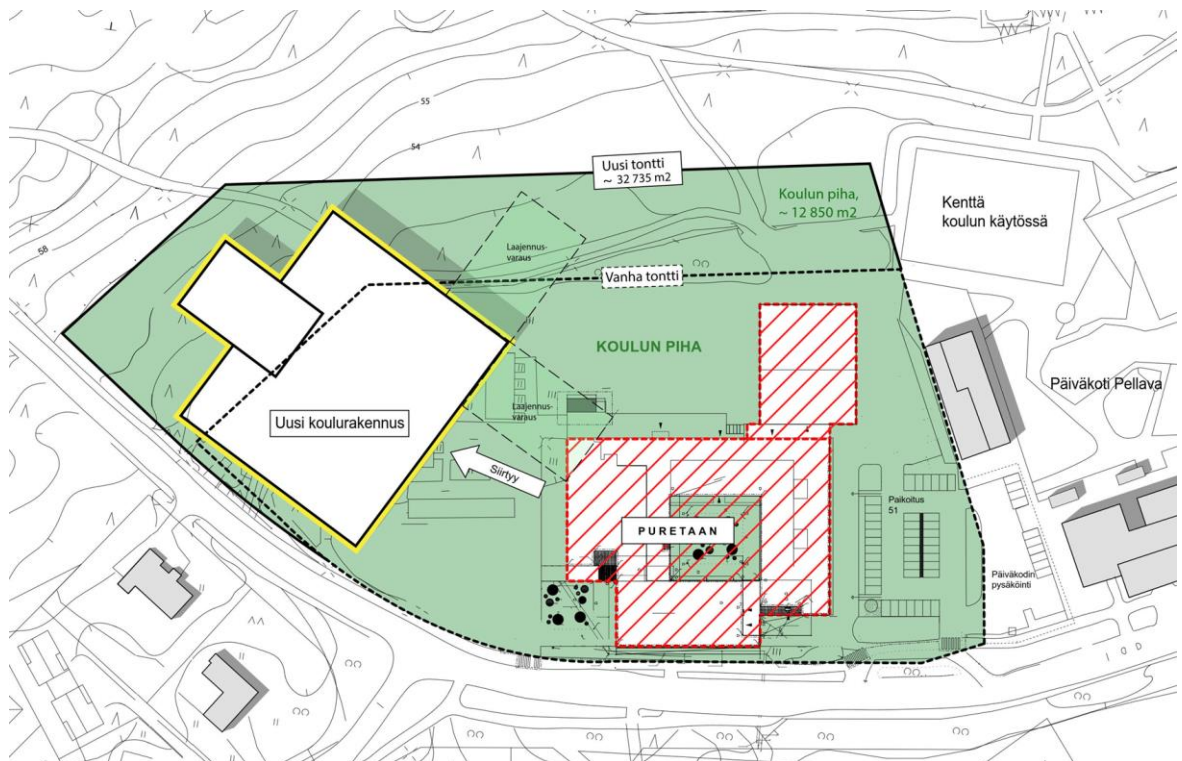 55
54
58
Uusi tontti
~ 32 735 m2
Koulun piha,
~ 12 850 m2
Kenttä
koulun käytössä
Laajennus-
varaus
Vanha tontti
KOULUN PIHA
Päiväkoti Pellava
Laajennus-
varaus
Uusi koulurakennus
Siirtyy
PURETAAN
Paikoitus
51
Päiväkodin
pysäköinti